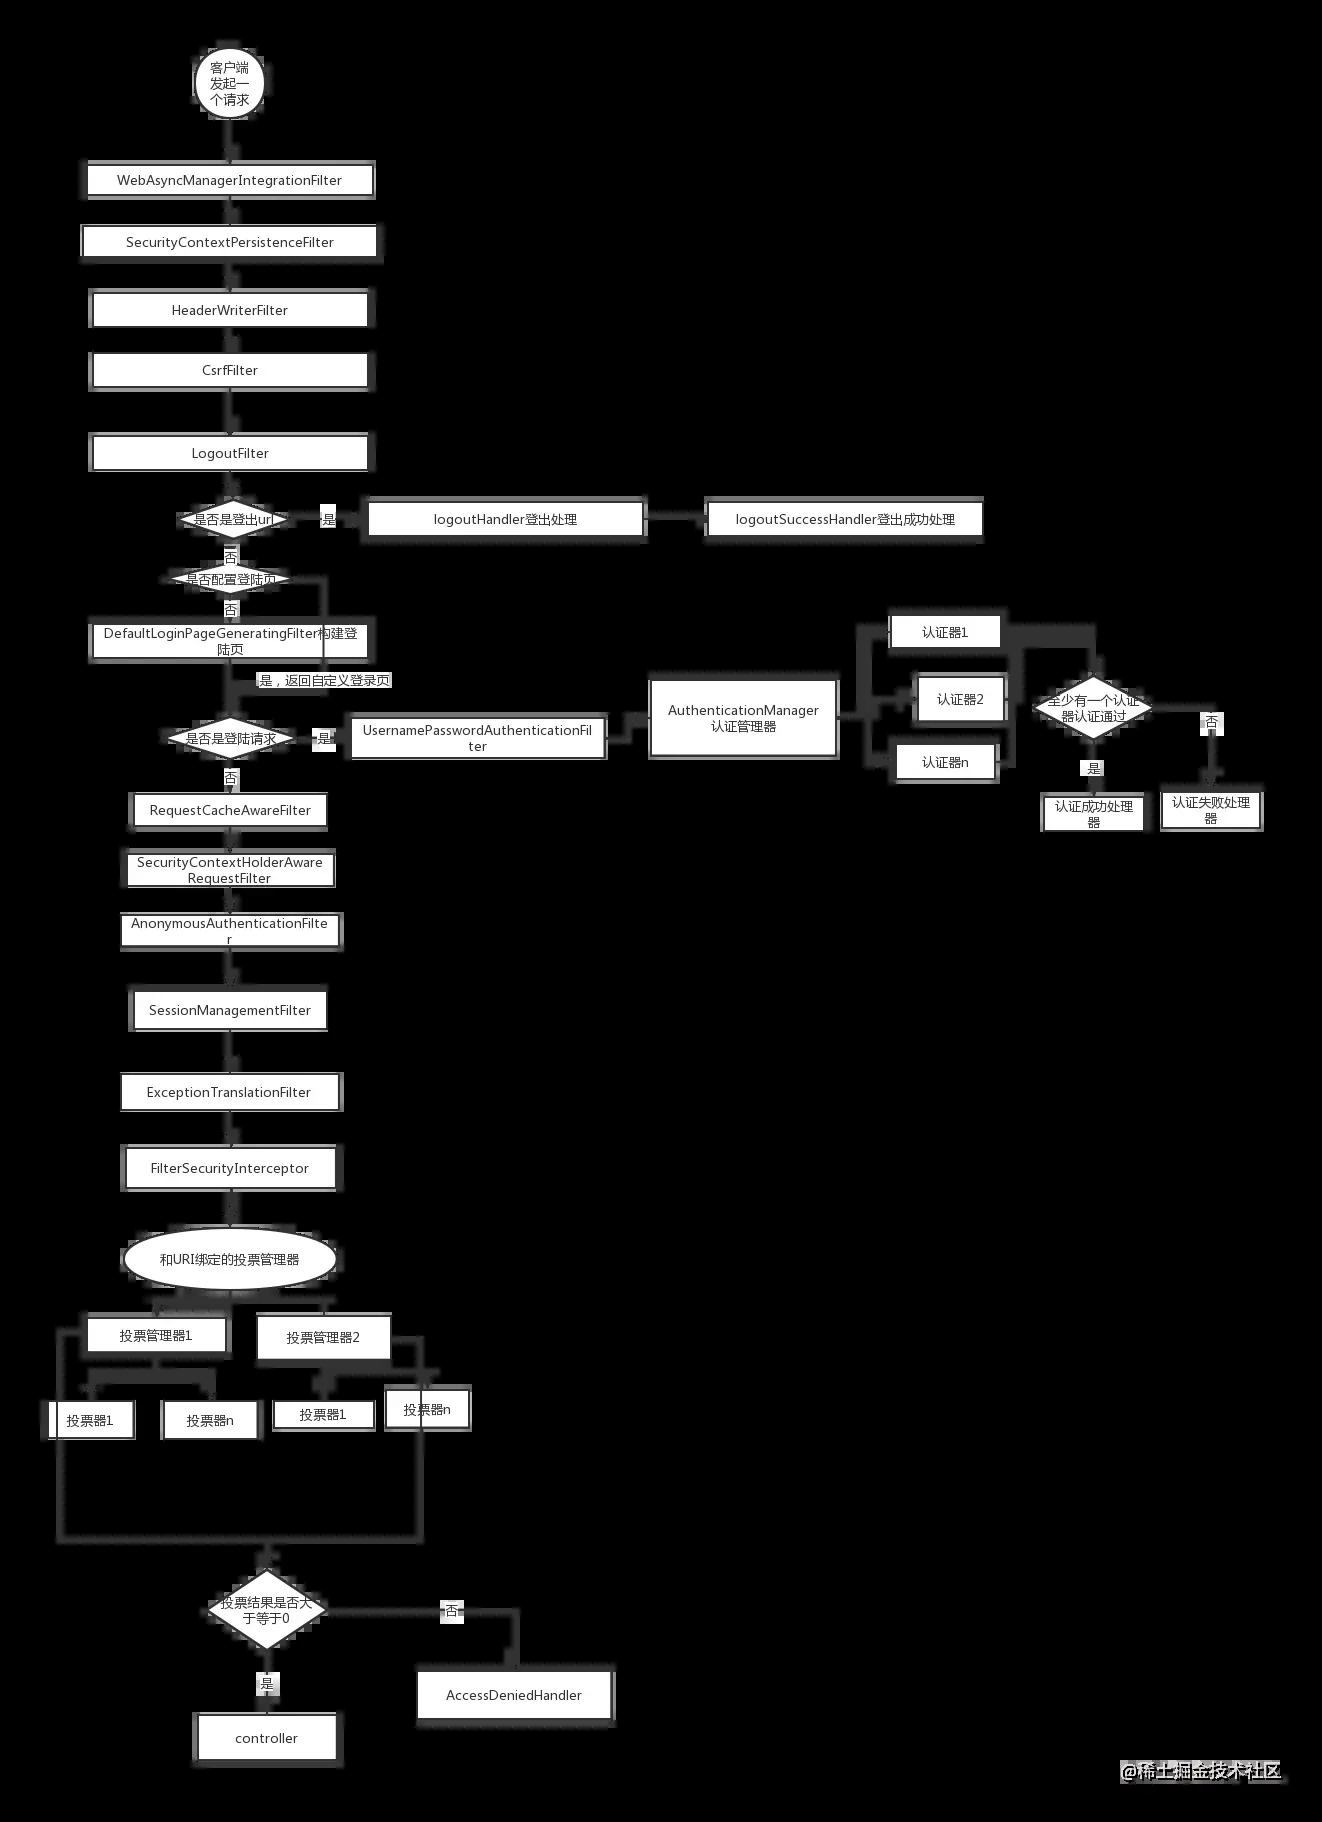 客户端
发起一
个请求
WebAsyncManagerIntegrationFilter
SecurityContextPersistenceFilter
HeaderWriterFilter
CsrfFilter
LogoutFilter
是否是登出url
是
logoutHandler登出处理
logoutSuccessHandler登出成功处理
否
是否配置登陆页
否
DefaultLoginPageGeneratingFilter构建登
陆页
是，返回自定义登录页
是否是登陆请求
是
UsernamePasswordAuthenticationFil
ter
AuthenticationManager
认证管理器
认证器1
认证器2
认证器n
至少有一个认证
器认证通过
否
是
认证成功处理
器
认证失败处理
器
否
RequestCacheAwareFilter
SecurityContextHolderAware
RequestFilter
AnonymousAuthenticationFilte
r
SessionManagementFilter
ExceptionTranslationFilter
FilterSecurityInterceptor
和URI绑定的投票管理器
投票管理器1
投票管理器2
投票器1
投票器n
投票器1
投票器n
投票结果是否大
于等于0
否
是
AccessDeniedHandler
controller
@稀土掘金技术社区